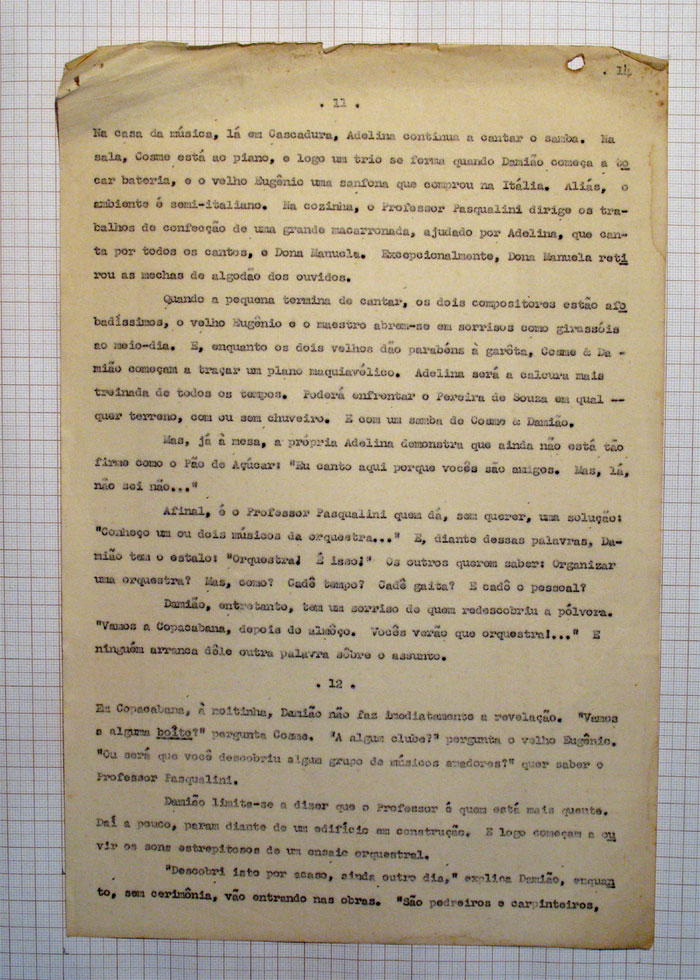 . 14
. 11 .
Na casa da música, lá em Cascadura, Adelina continua a cantar o samba. Na
sala, Cosme está ao piano, e logo um trio se forma quando Damião começa a to
car bateria, e o velho Eugênio uma sanfona que comprou na Itália. Aliás, o
ambiente é semi-italiano. Na cozinha, o Professor Pasqualini dirige os tra-
balhos de confecção de uma grande macarronada, ajudado por Adelina, que can-
ta por todos os cantos, e Dona Manuela. Excepcionalmente, Dona Manuela reti
rou as mechas de algodão dos ouvidos.
Quando a pequena termina de cantar, os dois compositores estão afo
badíssimos, o velho Eugênio e o maestro abrem-se em sorrisos como girassóis
ao meio-dia. E, enquanto os dois velhos dão parabéns à garôta, Cosme & Da -
mião começam a traçar um plano maquiavélico. Adelina será a caloura mais
treinada de todos os tempos. Poderá enfrentar o Pereira de Souza em qual --
quer terreno, com ou sem chuveiro. E com um samba de Cosme & Damião.
Mas, já à mesa, a própria Adelina demonstra que ainda não está tão
firme como o Pão de Açúcar: "Eu canto aqui porque vocês são amigos. Mas, lá,
não sei não..."
Afinal, é o Professor Pasqualini quem dá, sem querer, uma solução:
"Conheço um ou dois músicos da orquestra..." E, diante dessas palavras, Da-
mião tem o estalo: "Orquestra! É isso!" Os outros querem saber: Organizar
uma orquestra? Mas, como? Cadê tempo? Cadê gaita? E cadê o pessoal?
Damião, entretanto, tem um sorriso de quem redescobriu a pólvora.
"Vamos a Copacabana, depois do almôço. Vocês verão que orquestra!..." E
ninguém arranca dêle outra palavra sôbre o assunto.
. 12 .
Em Copacabana, à noitinha, Damião não faz imediatamente a revelação. "Vamos
a alguma boîte?" pergunta Cosme. "A algum clube?" pergunta o velho Eugênio.
"Ou será que você descobriu algum grupo de músicos amadores?" quer saber o
Professor Pasqualini.
Damião limita-se a dizer que o Professor é quem está mais quente.
Daí a pouco, param diante de um edifício em construção. E logo começam a ou
vir os sons estrepitosos de um ensaio orquestral.
"Descobri isto por acaso, ainda outro dia," explica Damião, enquan
to, sem cerimônia, vão entrando nas obras. "São pedreiros e carpinteiros,